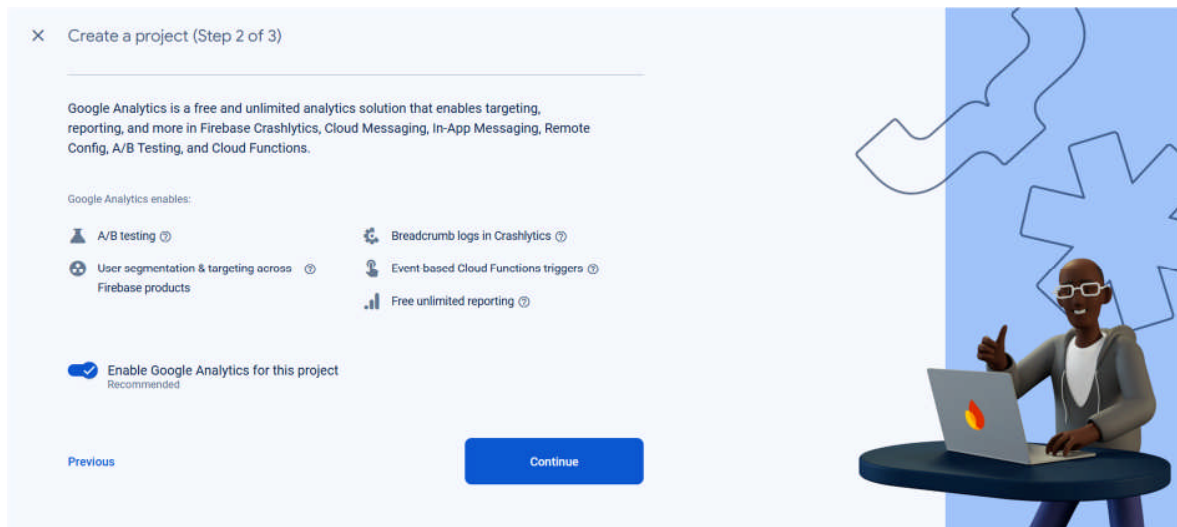 Create a project (Step 2 of 3)
Google Analytics is a free and unlimited analytics solution that enables targeting,
reporting, and more in Firebase Crashlytics, Cloud Messaging, In-App Messaging, Remote
Config, A/B Testing, and Cloud Functions.
Google Analytics enables:
A/B testing
User segmentation & targeting across
Firebase products
Breadcrumb logs in Crashlytics
Event-based Cloud Functions triggers
Free unlimited reporting
Enable Google Analytics for this project
Recommended
Previous
Continue